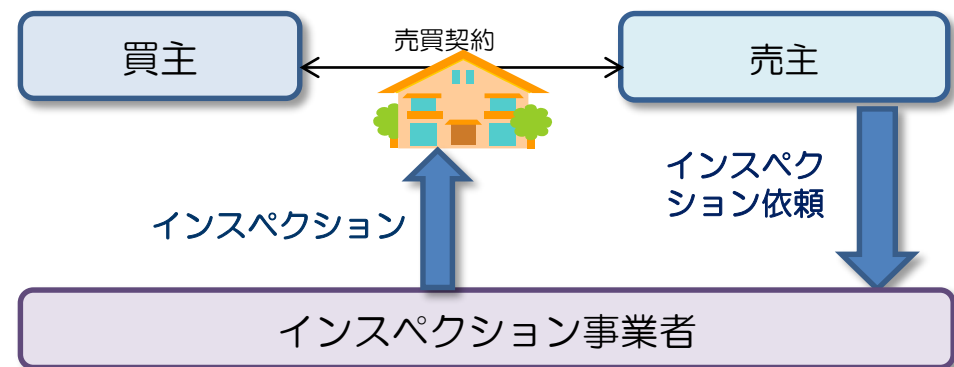 売買契約
買主
売主
インスペク
ション依頼
インスペクション
インスペクション事業者